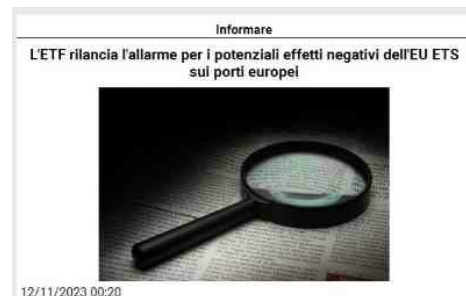 Informare
L'ETF rilancia l'allarme per i potenziali effetti negativi dell'EU ETS
sui porti europei
12/11/2023 00:20